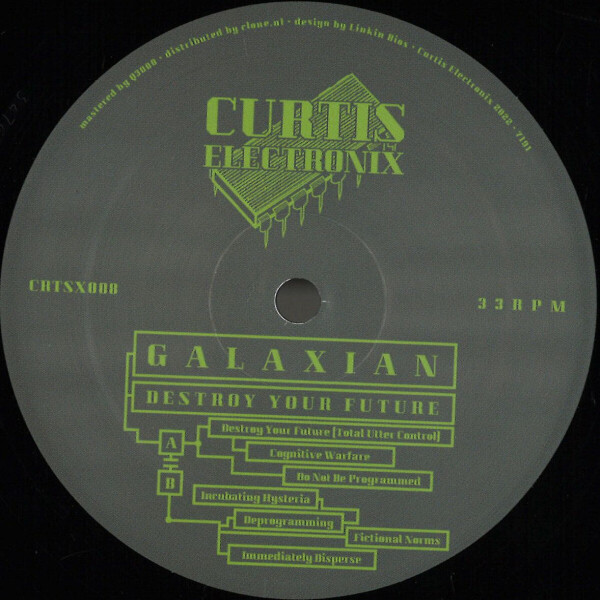 mastered by Q3000 • distributed by clone.nl • design by Linkin Bios • Curtis Electronix 2022 • 7191
CURTIS
ELECTRONIX
CRTSX008
33RPM
GALAXIAN
DESTROY YOUR FUTURE
Destroy Your Future [Total Utter Control]
A
Cognitive Warfare
Do Not Be Programmed
B
Incubating Hysteria
Deprogramming
Fictional Norms
Immediately Disperse